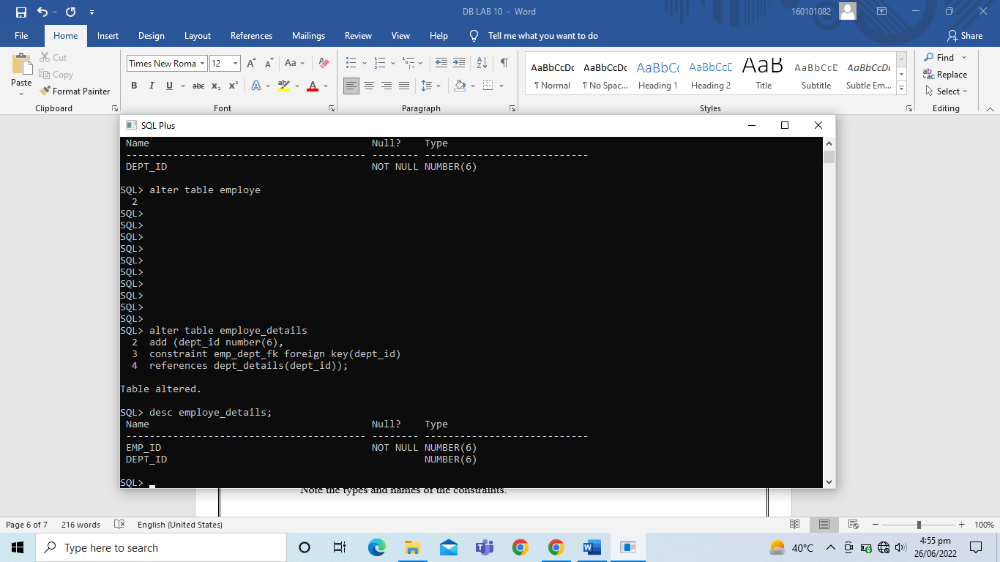 DB LAB 10 - Word
160101082
File Home Insert Design Layout References Mailings Review View Help Tell me what you want to do Share
Paste
Cut
Copy
Format Painter
Clipboard
Times New Roma 12
Font
Paragraph
AaBbCcDc AaBbCcDc AaBbCc AaBbCcD AaB AaBbCcD AaBbCcDc
¶ Normal ¶ No Spac... Heading 1 Heading 2 Title Subtitle Subtle Em...
Styles
Find
Replace
Select
Editing
SQL Plus
Name Null? Type
----------------------------------------- -------- ----------------------------
DEPT_ID NOT NULL NUMBER(6)
SQL> alter table employe
2
SQL>
SQL>
SQL>
SQL>
SQL>
SQL>
SQL>
SQL>
SQL>
SQL>
SQL> alter table employe_details
2 add (dept_id number(6),
3 constraint emp_dept_fk foreign key(dept_id)
4 references dept_details(dept_id));
Table altered.
SQL> desc employe_details;
Name Null? Type
----------------------------------------- -------- ----------------------------
EMP_ID NOT NULL NUMBER(6)
DEPT_ID NUMBER(6)
SQL>
Note the types and names of the constraints.
Page 6 of 7 216 words English (United States) 100%
Type here to search
40°C
4:55 pm
26/06/2022